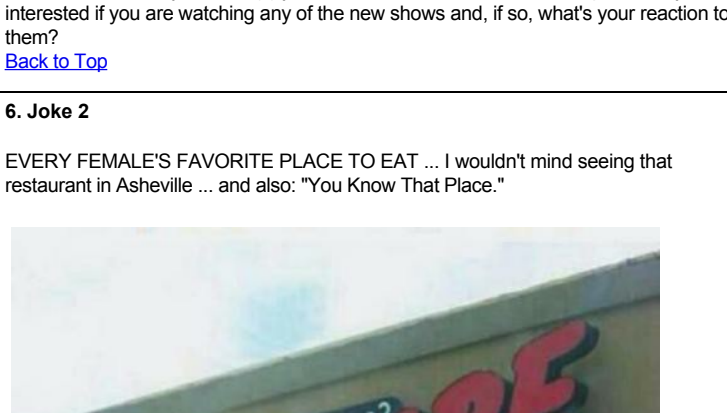 interested if you are watching any of the new shows and, if so, what's your reaction to
them?
Back to Top
6. Joke 2
EVERY FEMALE'S FAVORITE PLACE TO EAT ... I wouldn't mind seeing that
restaurant in Asheville ... and also: "You Know That Place."